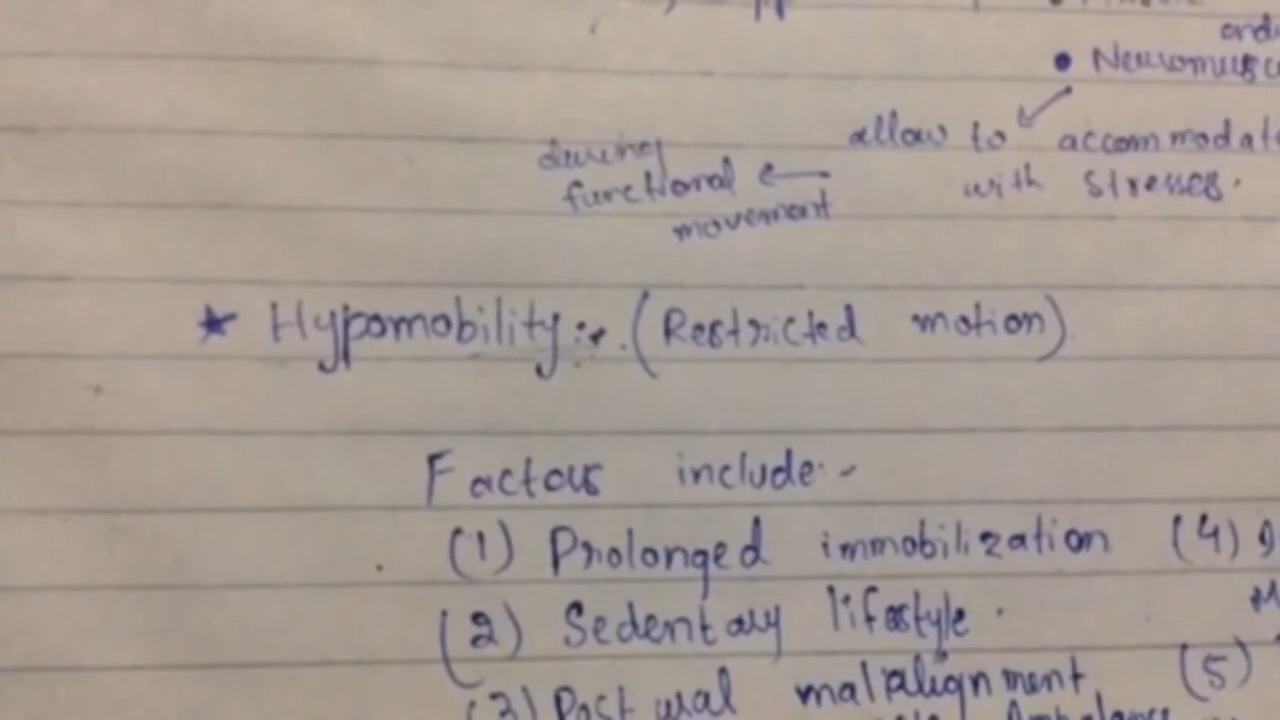 • Neuromusc
allow to accommodat
with stresses.
during
functional
movement
★ Hypomobility:-. (Restricted motion)
Factors include:-
(1) Prolonged immobilization (4)
(2) Sedentary lifestyle.
(3) Postural malalignment (5)